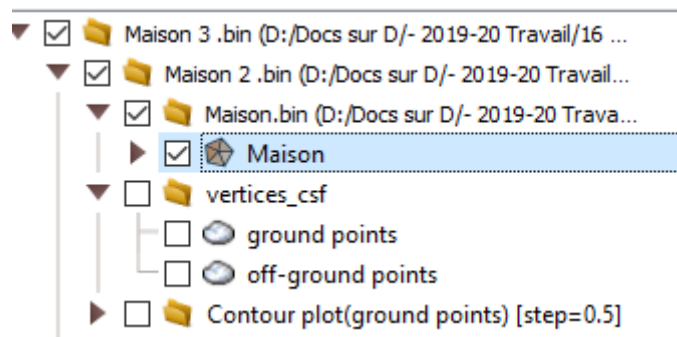 Maison 3 .bin (D:/Docs sur D/- 2019-20 Travail/16 ...
Maison 2 .bin (D:/Docs sur D/- 2019-20 Travail...
Maison.bin (D:/Docs sur D/- 2019-20 Trava...
Maison
vertices_csf
ground points
off-ground points
Contour plot(ground points) [step=0.5]